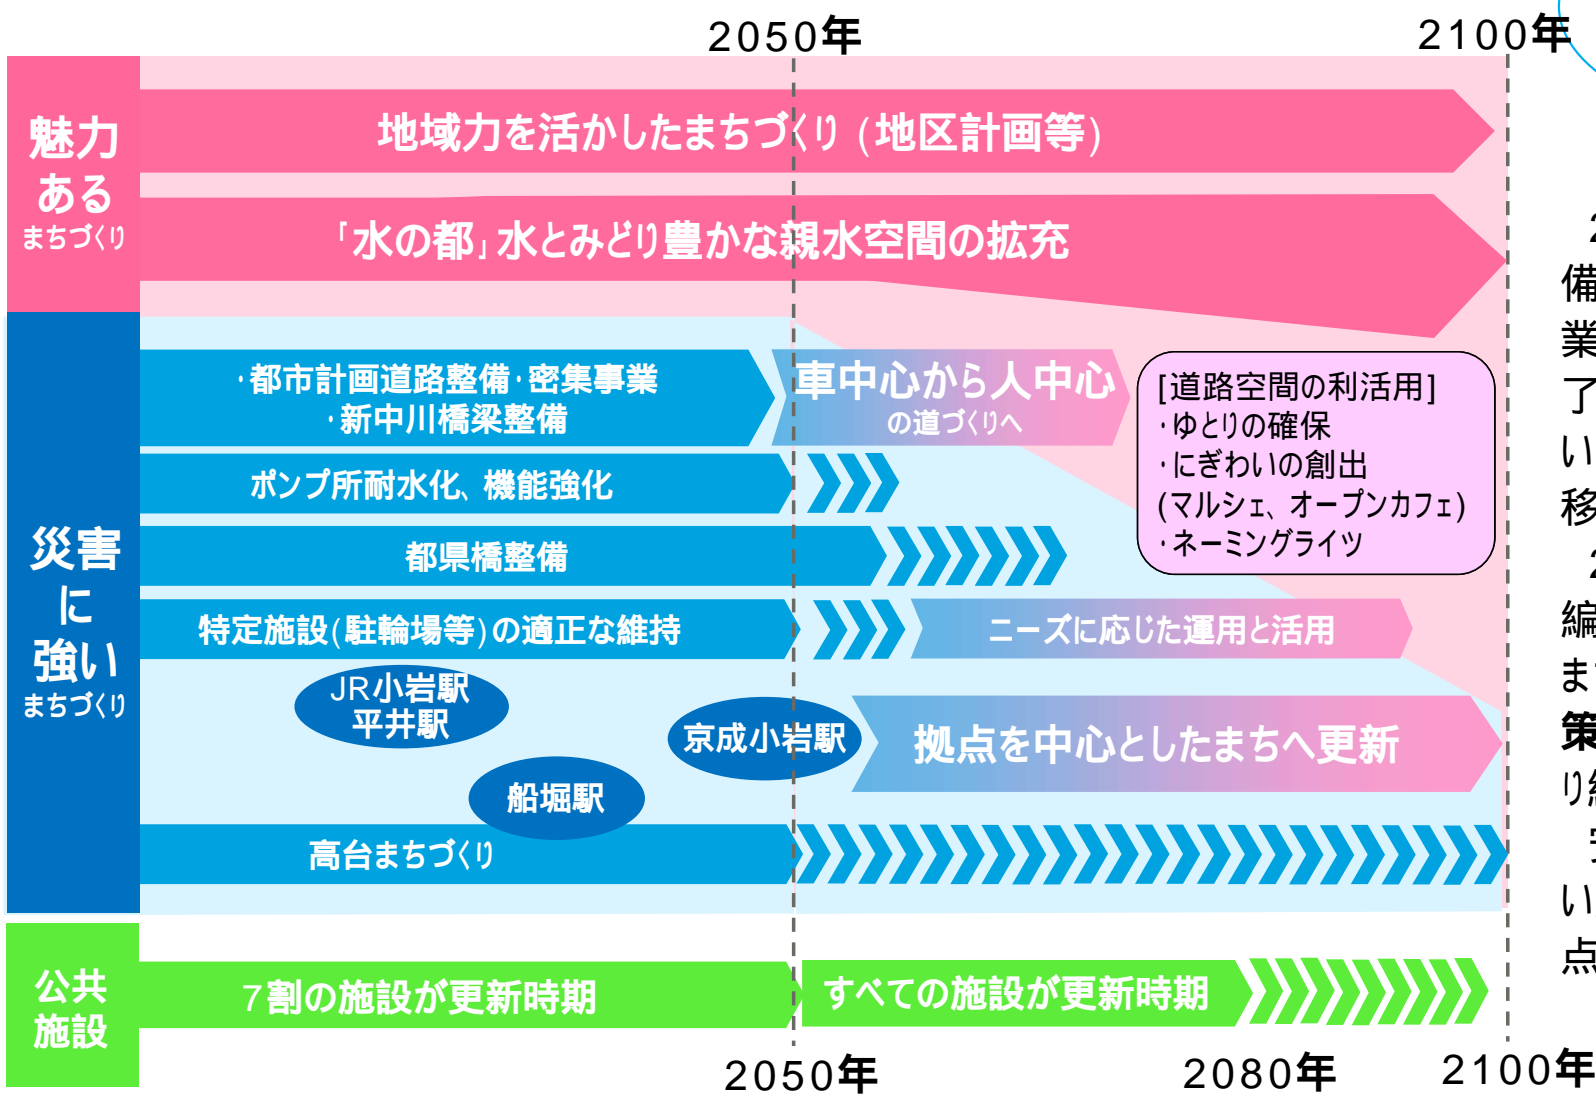 2050年
2100年
魅力
ある
まちづくり
地域力を活かしたまちづくり(地区計画等)
「水の都」水とみどり豊かな親水空間の拡充
災害
に
強い
まちづくり
・都市計画道路整備・密集事業
・新中川橋梁整備
車中心から人中心
の道づくりへ
[道路空間の利活用]
・ゆとりの確保
・にぎわいの創出
(マルシェ、オープンカフェ)
・ネーミングライツ
ポンプ所耐水化、機能強化
都県橋整備
特定施設(駐輪場等)の適正な維持
ニーズに応じた運用と活用
JR小岩駅
平井駅
京成小岩駅
船堀駅
拠点を中心としたまちへ更新
高台まちづくり
公共
施設
7割の施設が更新時期
すべての施設が更新時期
2050年
2080年
2100年
備
業
了
い
移
編
ま
策
り
い
点